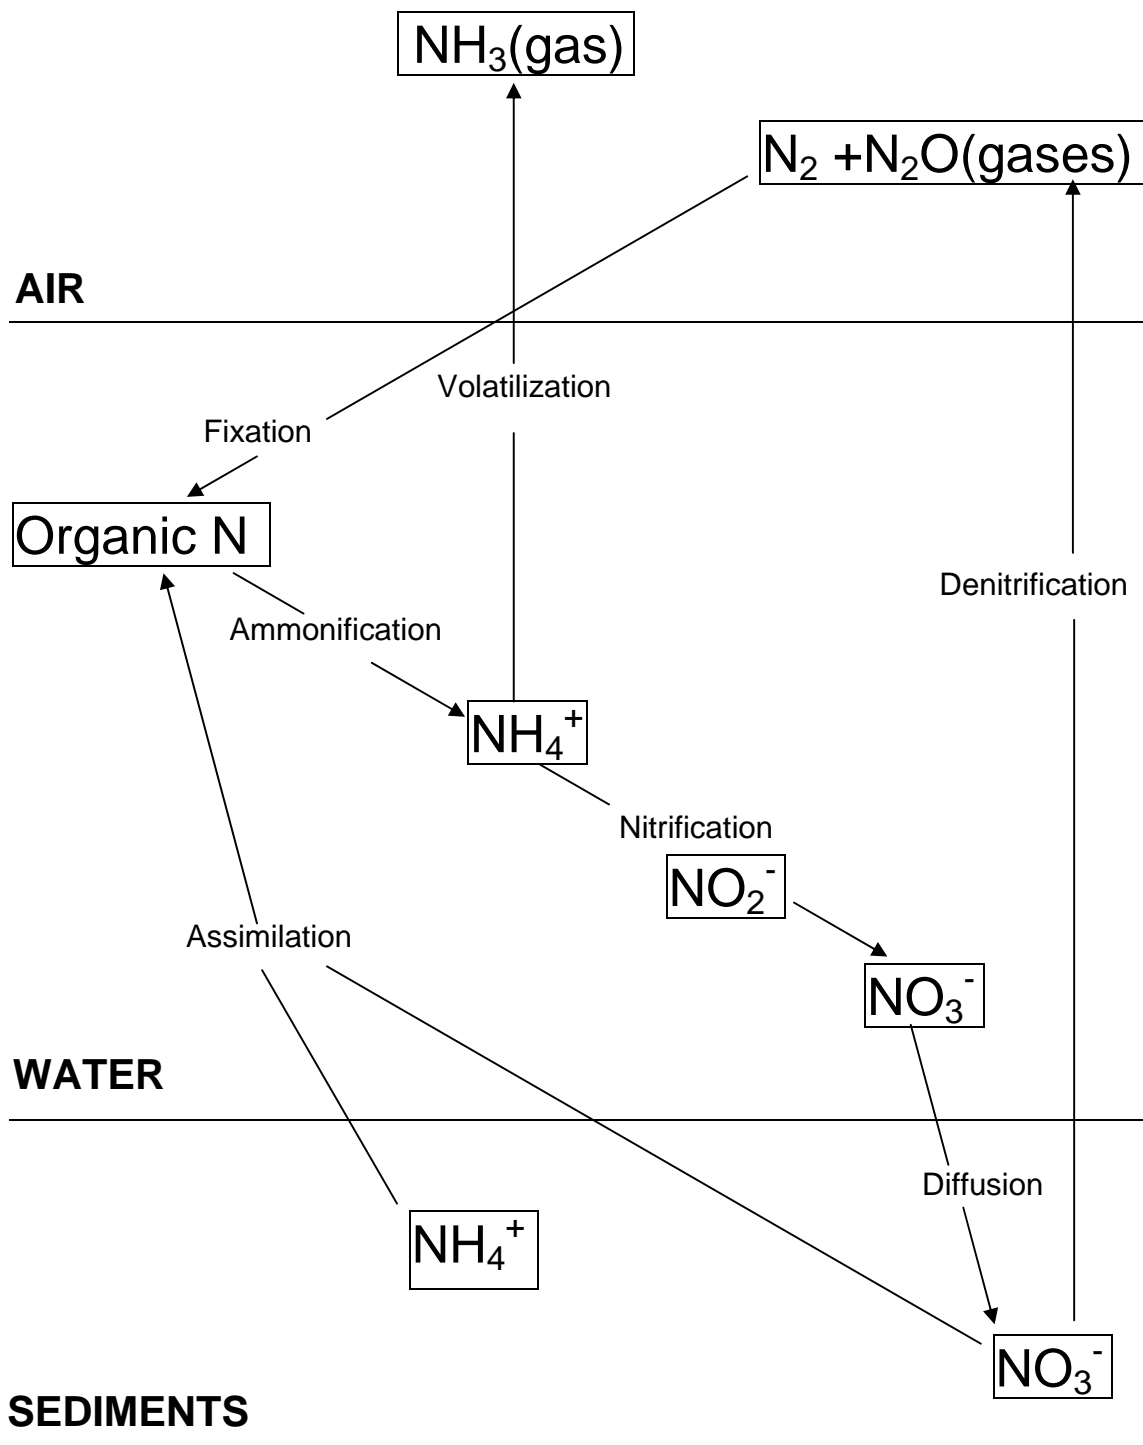 NH₃(gas)
N₂ +N₂O(gases)
AIR
Volatilization
Fixation
Organic N
Denitrification
Ammonification
NH₄⁺
Nitrification
NO₂⁻
Assimilation
NO₃⁻
WATER
Diffusion
NH₄⁺
NO₃⁻
SEDIMENTS